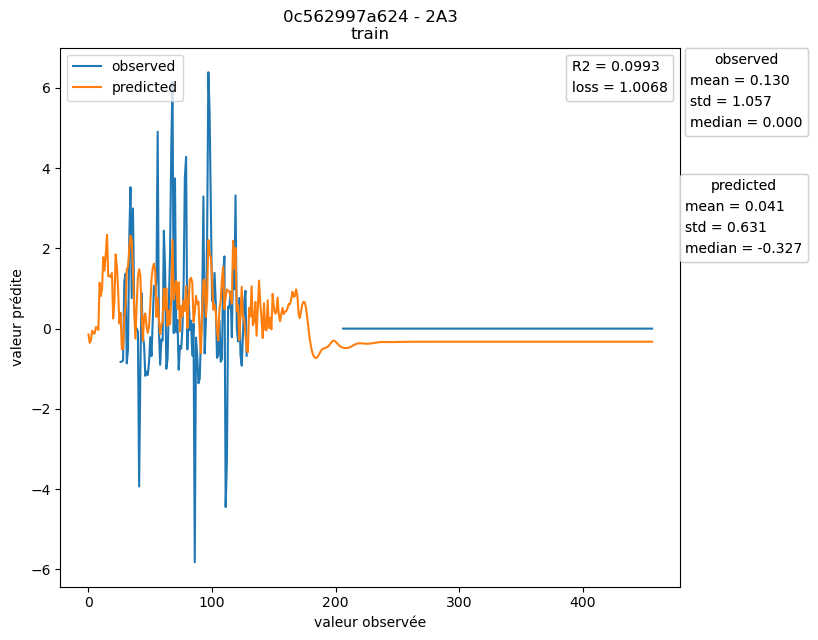 0c562997a624 - 2A3
train
observed
predicted
R2 = 0.0993
loss = 1.0068
observed
mean = 0.130
std = 1.057
median = 0.000
predicted
mean = 0.041
std = 0.631
median = -0.327
valeur prédite
6
4
2
0
−2
−4
−6
0
100
200
300
400
valeur observée